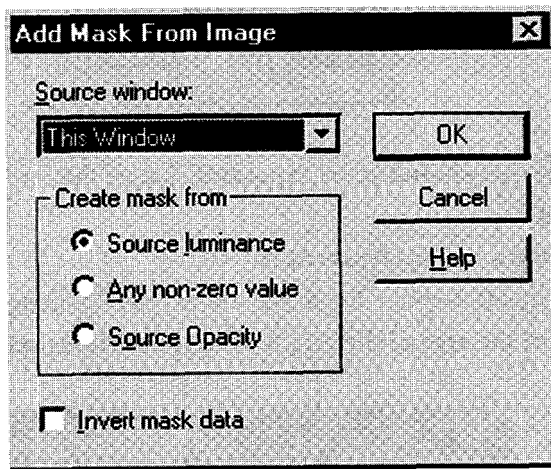 Add Mask From Image
Source window:
This Window
OK
Create mask from
Cancel
Source luminance
Help
Any non-zero value
Source Opacity
Invert mask data